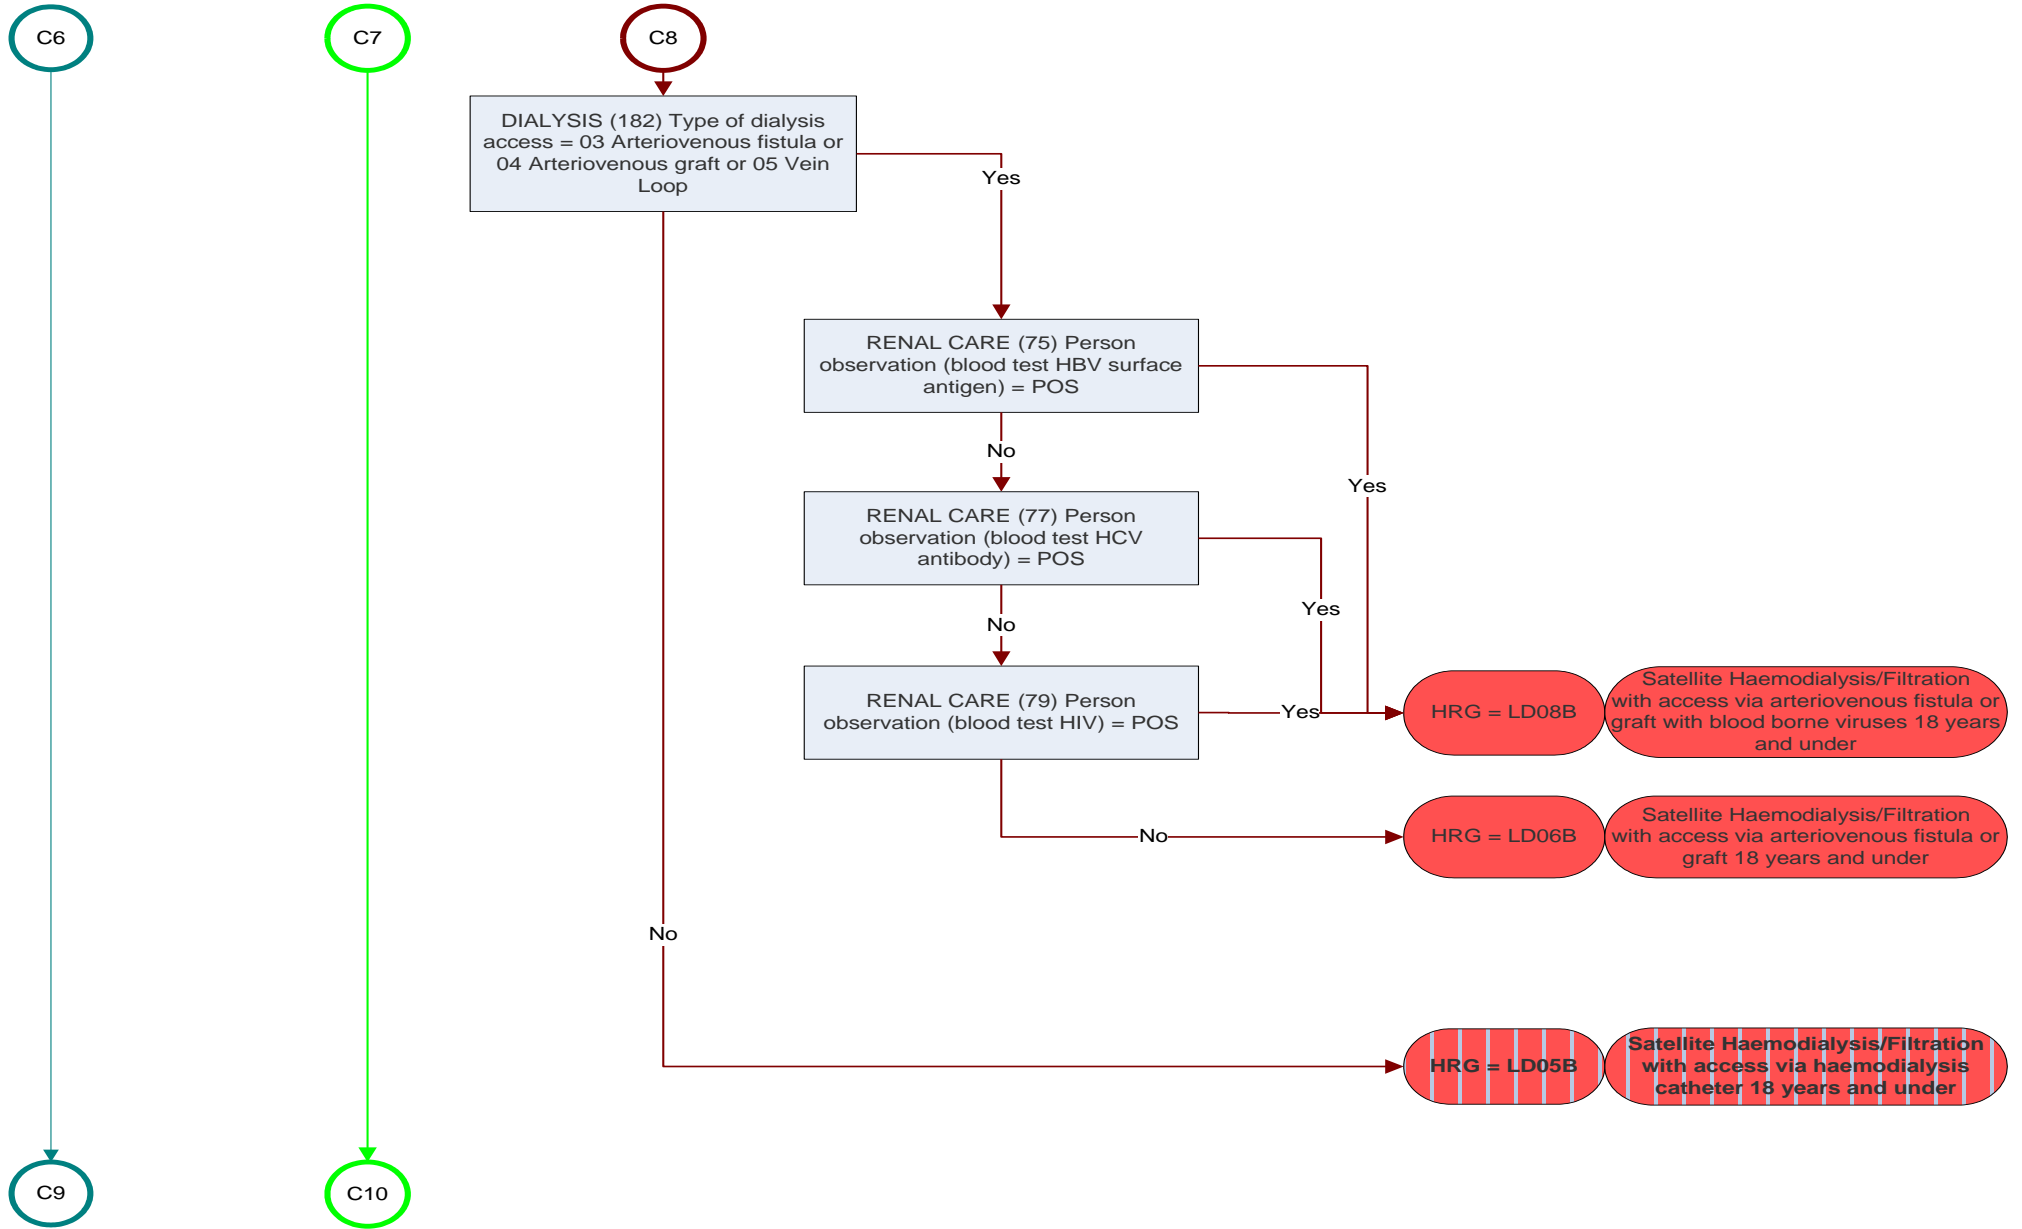 C6
C7
C8
DIALYSIS (182) Type of dialysis
access = 03 Arteriovenous fistula or
04 Arteriovenous graft or 05 Vein
Loop
Yes
RENAL CARE (75) Person
observation (blood test HBV surface
antigen) = POS
No
Yes
RENAL CARE (77) Person
observation (blood test HCV
antibody) = POS
No
Yes
RENAL CARE (79) Person
observation (blood test HIV) = POS
Yes
HRG = LD08B
Satellite Haemodialysis/Filtration
with access via arteriovenous fistula or
graft with blood borne viruses 18 years
and under
No
HRG = LD06B
Satellite Haemodialysis/Filtration
with access via arteriovenous fistula or
graft 18 years and under
No
HRG = LD05B
Satellite Haemodialysis/Filtration
with access via haemodialysis
catheter 18 years and under
C9
C10